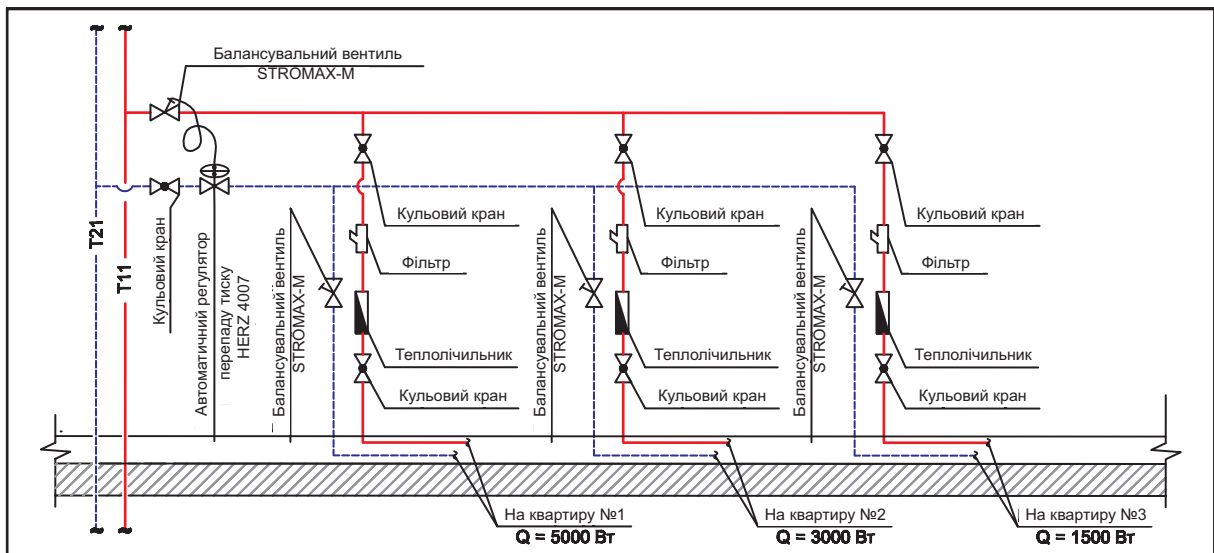 Балансувальний вентиль
STROMAX-M
T21
T11
Кульовий кран
Автоматичний регулятор
перепаду тиску
HERZ 4007
Балансувальний вентиль
STROMAX-M
Кульовий кран
Фільтр
Теплолічильник
Кульовий кран
Балансувальний вентиль
STROMAX-M
Кульовий кран
Фільтр
Теплолічильник
Кульовий кран
Балансувальний вентиль
STROMAX-M
Кульовий кран
Фільтр
Теплолічильник
Кульовий кран
На квартиру №1
Q = 5000 Вт
На квартиру №2
Q = 3000 Вт
На квартиру №3
Q = 1500 Вт